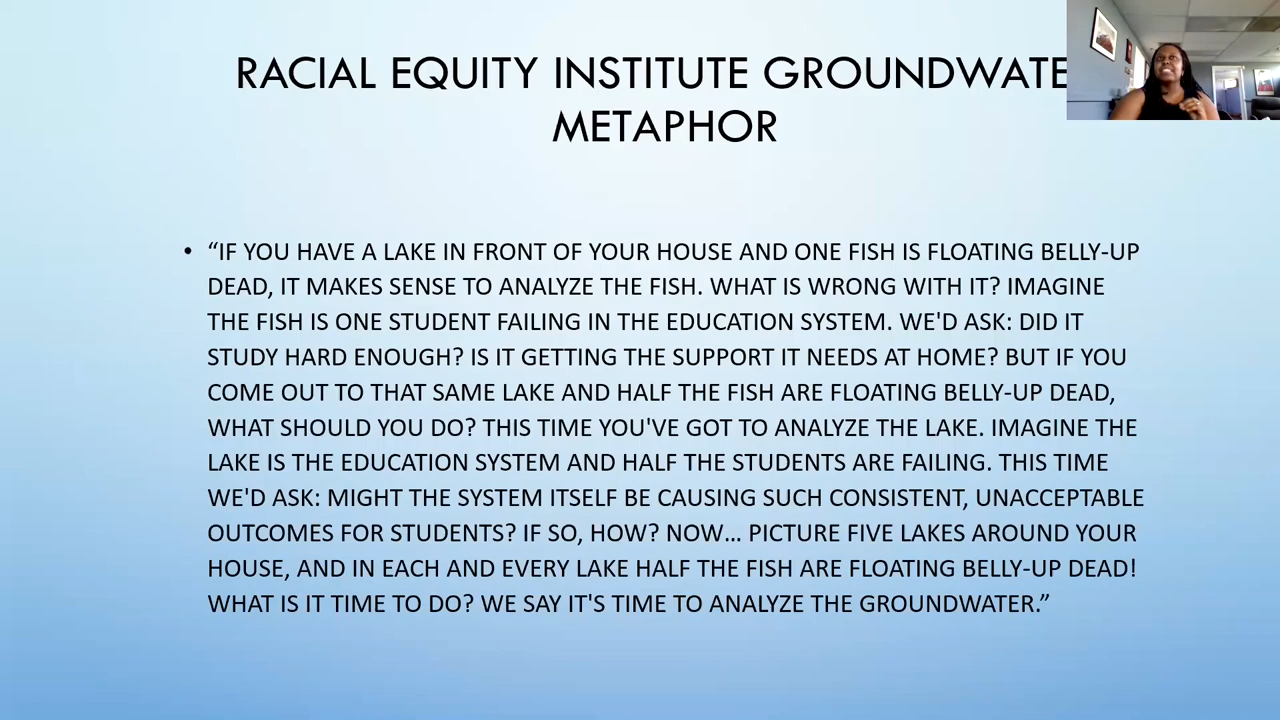 RACIAL EQUITY INSTITUTE GROUNDWATE
METAPHOR
• “IF YOU HAVE A LAKE IN FRONT OF YOUR HOUSE AND ONE FISH IS FLOATING BELLY-UP
DEAD, IT MAKES SENSE TO ANALYZE THE FISH. WHAT IS WRONG WITH IT? IMAGINE
THE FISH IS ONE STUDENT FAILING IN THE EDUCATION SYSTEM. WE'D ASK: DID IT
STUDY HARD ENOUGH? IS IT GETTING THE SUPPORT IT NEEDS AT HOME? BUT IF YOU
COME OUT TO THAT SAME LAKE AND HALF THE FISH ARE FLOATING BELLY-UP DEAD,
WHAT SHOULD YOU DO? THIS TIME YOU'VE GOT TO ANALYZE THE LAKE. IMAGINE THE
LAKE IS THE EDUCATION SYSTEM AND HALF THE STUDENTS ARE FAILING. THIS TIME
WE'D ASK: MIGHT THE SYSTEM ITSELF BE CAUSING SUCH CONSISTENT, UNACCEPTABLE
OUTCOMES FOR STUDENTS? IF SO, HOW? NOW… PICTURE FIVE LAKES AROUND YOUR
HOUSE, AND IN EACH AND EVERY LAKE HALF THE FISH ARE FLOATING BELLY-UP DEAD!
WHAT IS IT TIME TO DO? WE SAY IT'S TIME TO ANALYZE THE GROUNDWATER.”